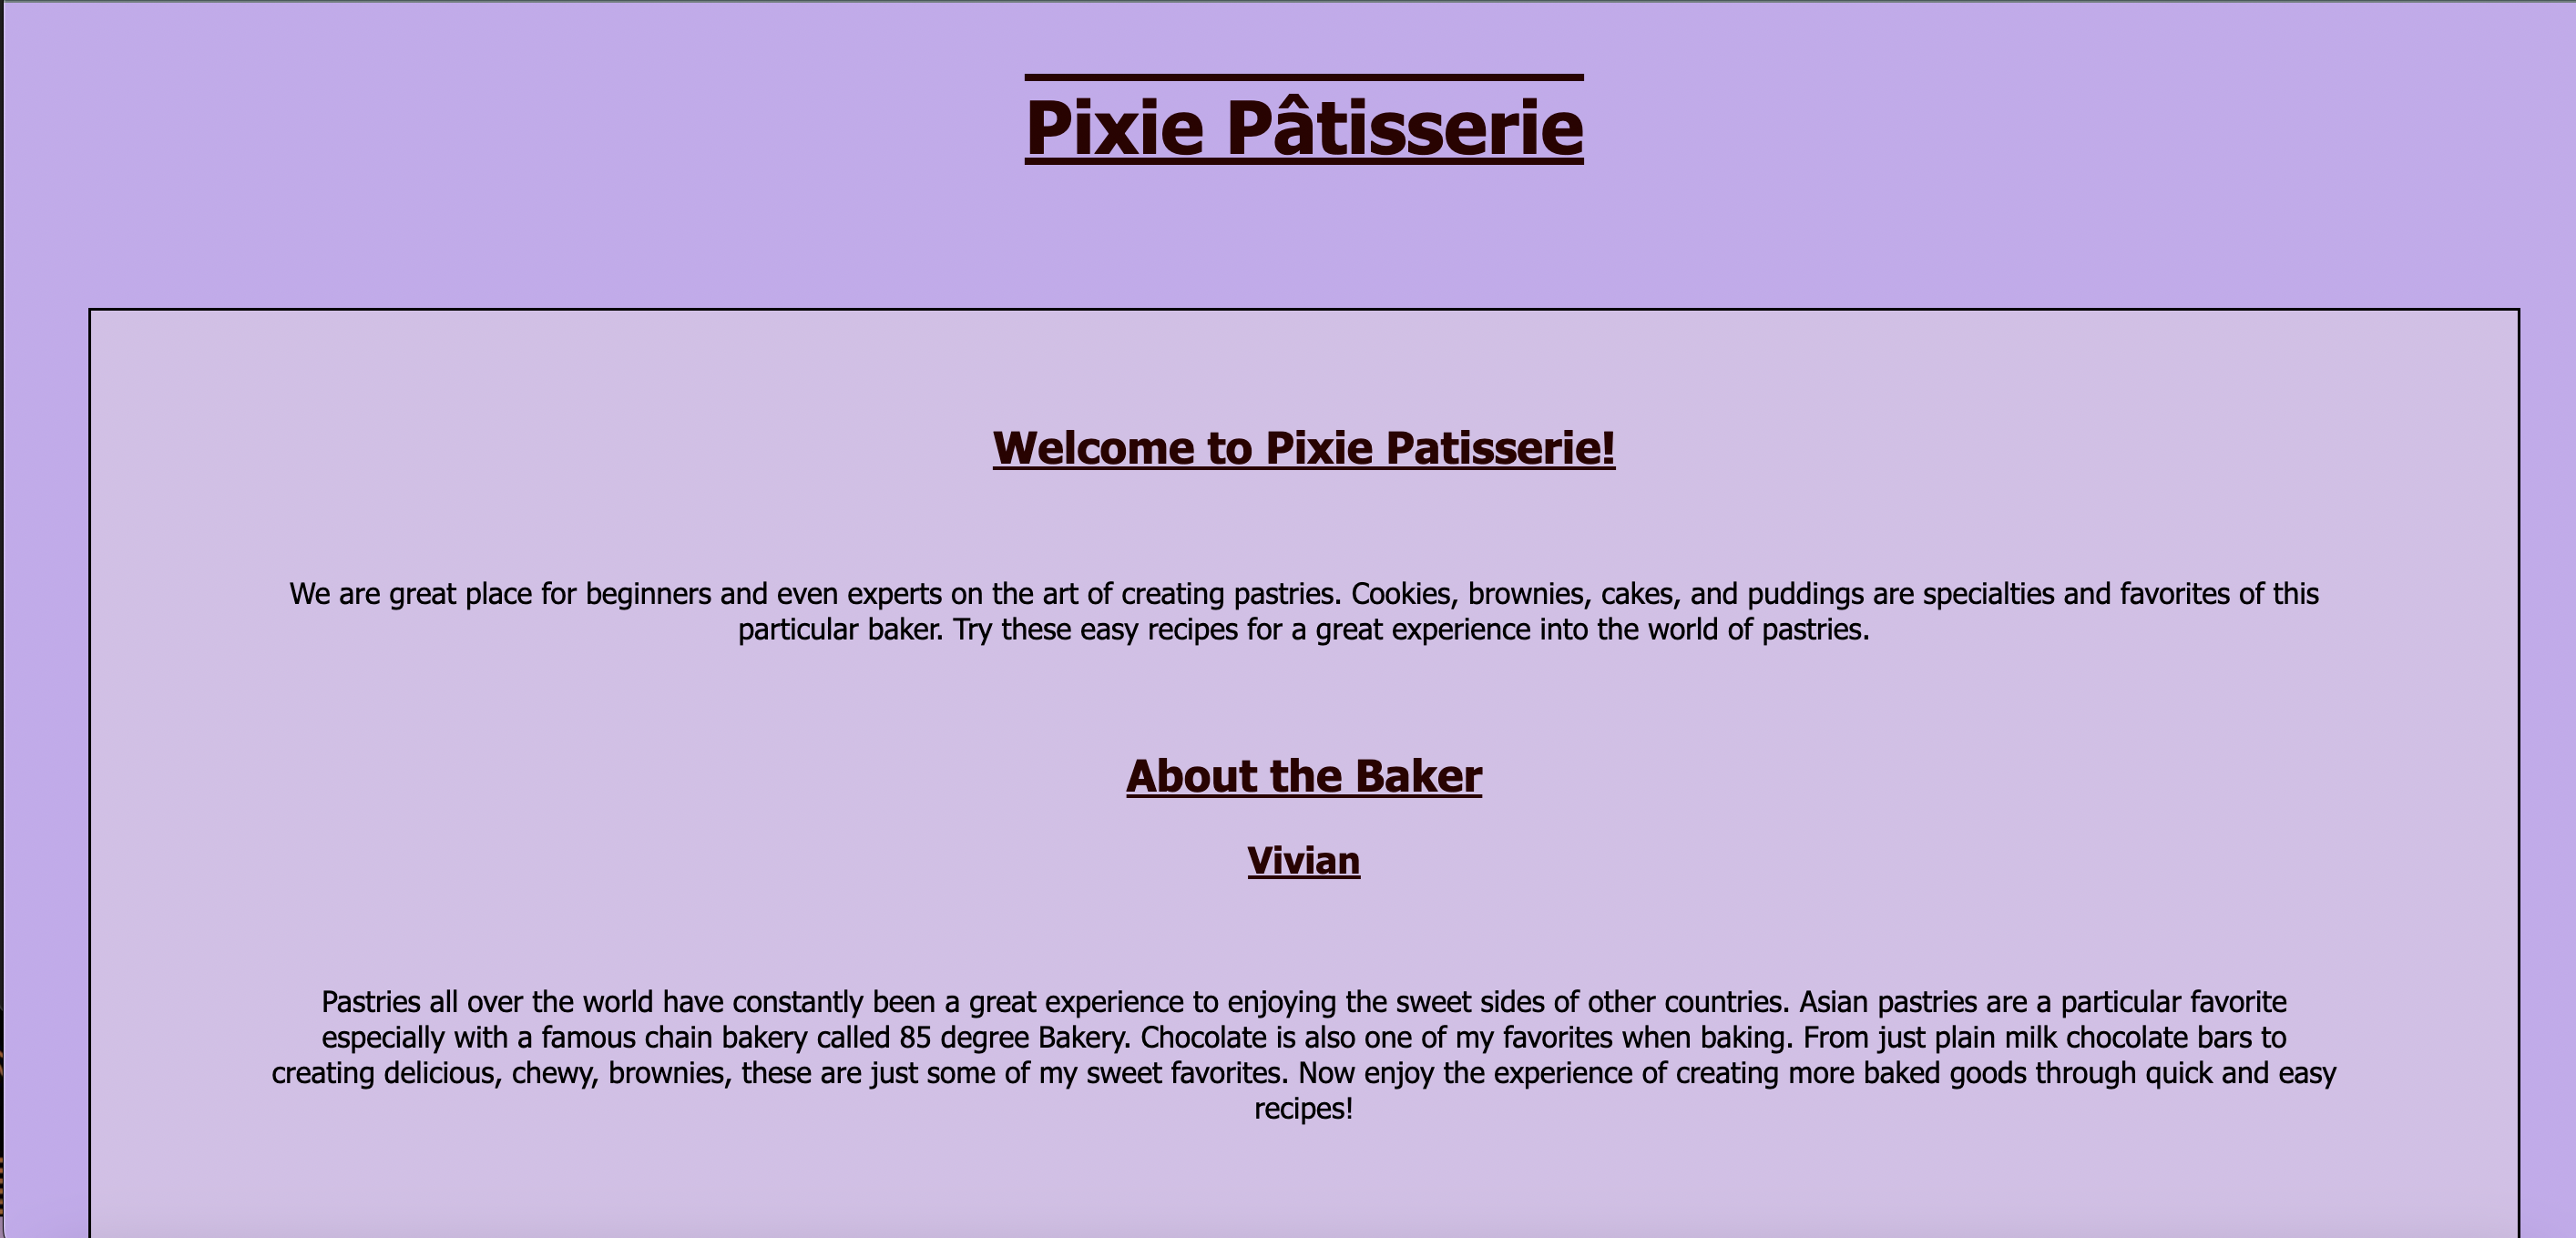 Pixie Pâtisserie
Welcome to Pixie Patisserie!
We are great place for beginners and even experts on the art of creating pastries. Cookies, brownies, cakes, and puddings are specialties and favorites of this
particular baker. Try these easy recipes for a great experience into the world of pastries.
About the Baker
Vivian
Pastries all over the world have constantly been a great experience to enjoying the sweet sides of other countries. Asian pastries are a particular favorite
especially with a famous chain bakery called 85 degree Bakery. Chocolate is also one of my favorites when baking. From just plain milk chocolate bars to
creating delicious, chewy, brownies, these are just some of my sweet favorites. Now enjoy the experience of creating more baked goods through quick and easy
recipes!